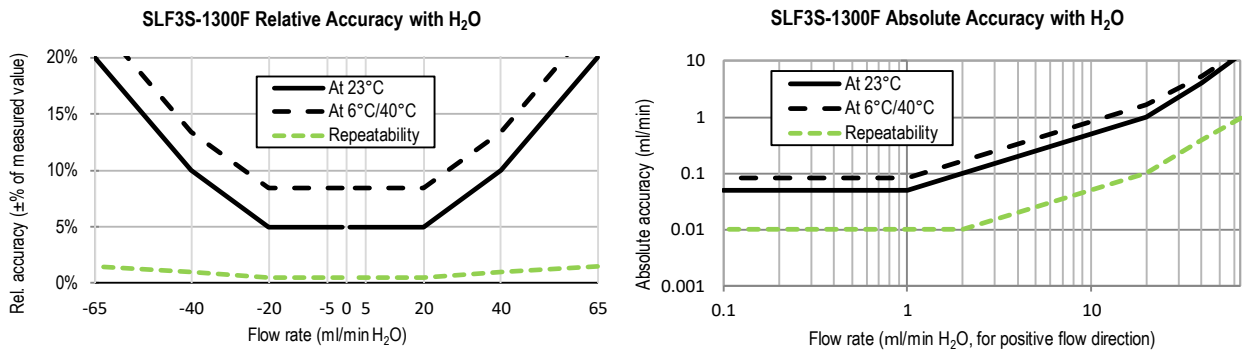 SLF3S-1300F Relative Accuracy with H₂O
Rel. accuracy (±% of measured value)
20%
15%
10%
5%
0%
At 23°C
At 6°C/40°C
Repeatability
-65 -40 -20 -5 0 5 20 40 65
Flow rate (ml/min H₂O)
SLF3S-1300F Absolute Accuracy with H₂O
Absolute accuracy (ml/min)
10
1
0.1
0.01
0.001
At 23°C
At 6°C/40°C
Repeatability
0.1 1 10
Flow rate (ml/min H₂O, for positive flow direction)